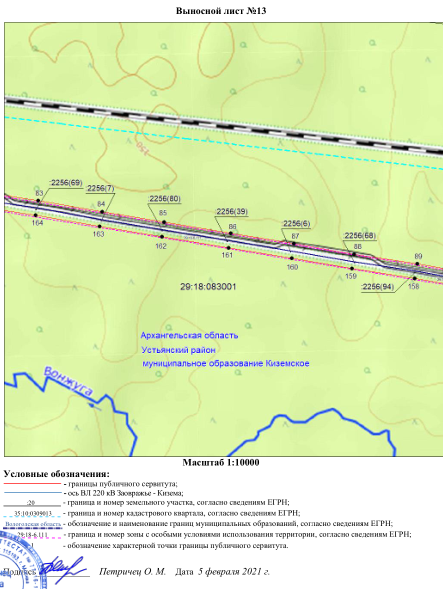 Выносной лист №13
2256(69)
2256(7)
2256(80)
2256(39)
2256(6)
2256(68)
83
84
85
86
87
88
89
164
163
162
161
160
159
158
2256(94)
29:18:083001
Архангельская область
Устьянский район
муниципальное образование Киземское
Вонжуга
Масштаб 1:10000
Условные обозначения:
- границы публичного сервитута;
- ось ВЛ 220 кВ Заовражье - Кизема;
:20 - граница и номер земельного участка, согласно сведениям ЕГРН;
35:10:0309013 - граница и номер кадастрового квартала, согласно сведениям ЕГРН;
Вологодская область - обозначение и наименование границ муниципальных образований, согласно сведениям ЕГРН;
- граница и номер зоны с особыми условиями использования территории, согласно сведениям ЕГРН;
1 - обозначение характерной точки границы публичного сервитута.
Подпись Петричец О. М. Дата 5 февраля 2021 г.